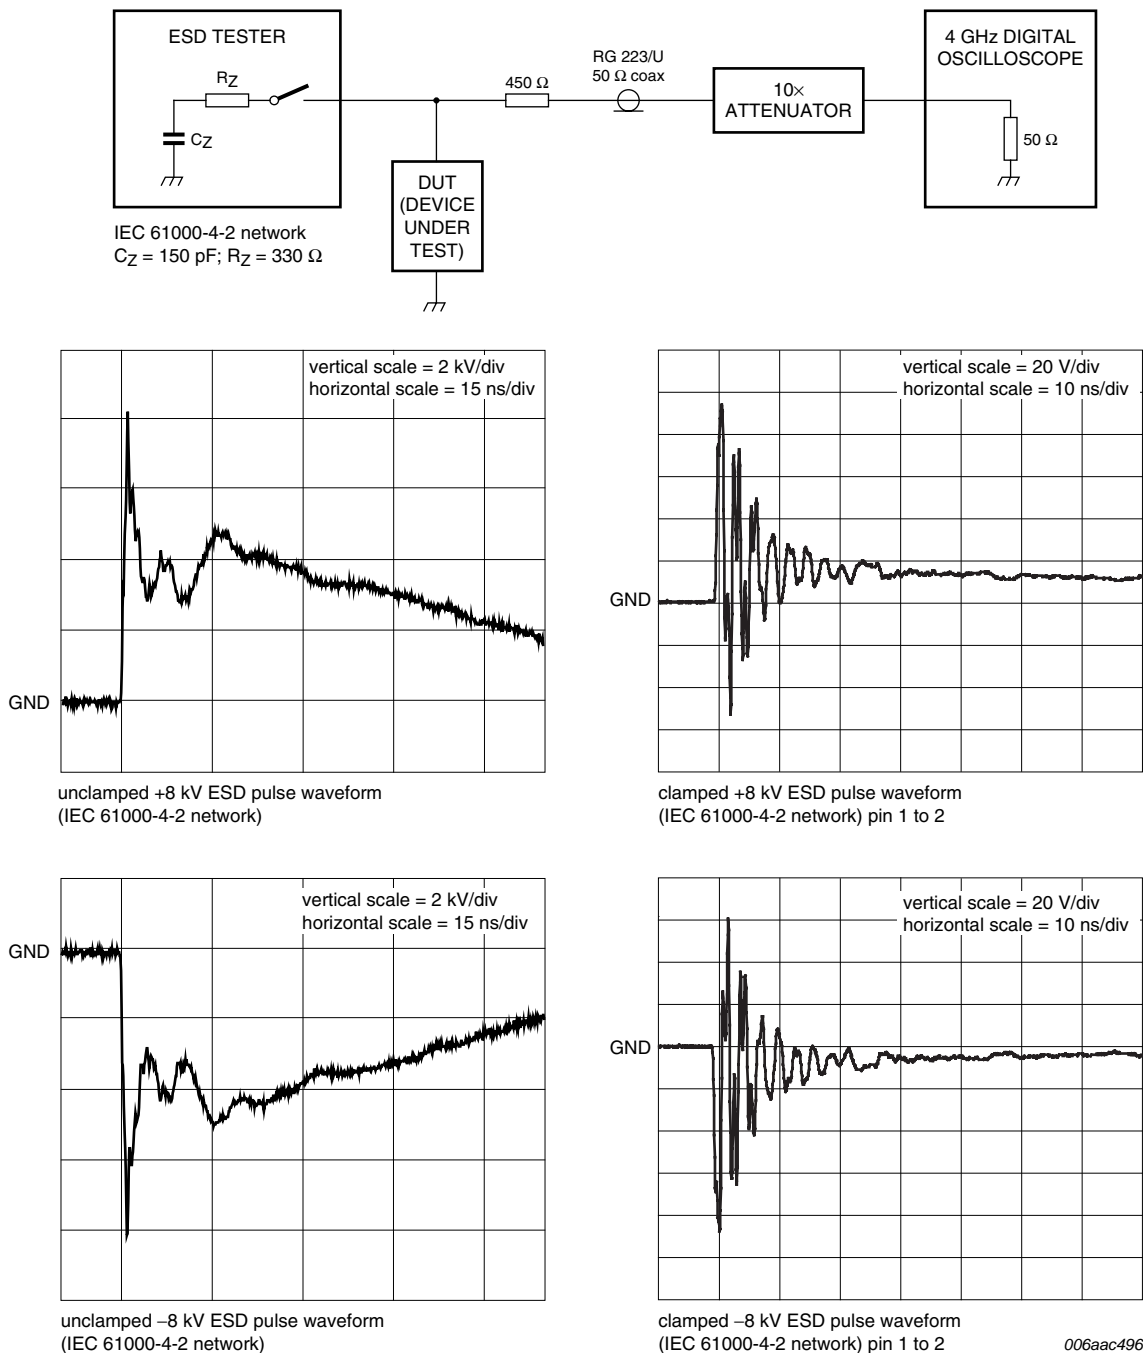 ESD TESTER
RZ
CZ
450 Ω
RG 223/U
50 Ω coax
10×
ATTENUATOR
4 GHz DIGITAL
OSCILLOSCOPE
50 Ω
DUT
(DEVICE
UNDER
TEST)
IEC 61000-4-2 network
CZ = 150 pF; RZ = 330 Ω
vertical scale = 2 kV/div
horizontal scale = 15 ns/div
GND
unclamped +8 kV ESD pulse waveform
(IEC 61000-4-2 network)
vertical scale = 20 V/div
horizontal scale = 10 ns/div
GND
clamped +8 kV ESD pulse waveform
(IEC 61000-4-2 network) pin 1 to 2
vertical scale = 2 kV/div
horizontal scale = 15 ns/div
GND
unclamped −8 kV ESD pulse waveform
(IEC 61000-4-2 network)
vertical scale = 20 V/div
horizontal scale = 10 ns/div
GND
clamped −8 kV ESD pulse waveform
(IEC 61000-4-2 network) pin 1 to 2
006aac496